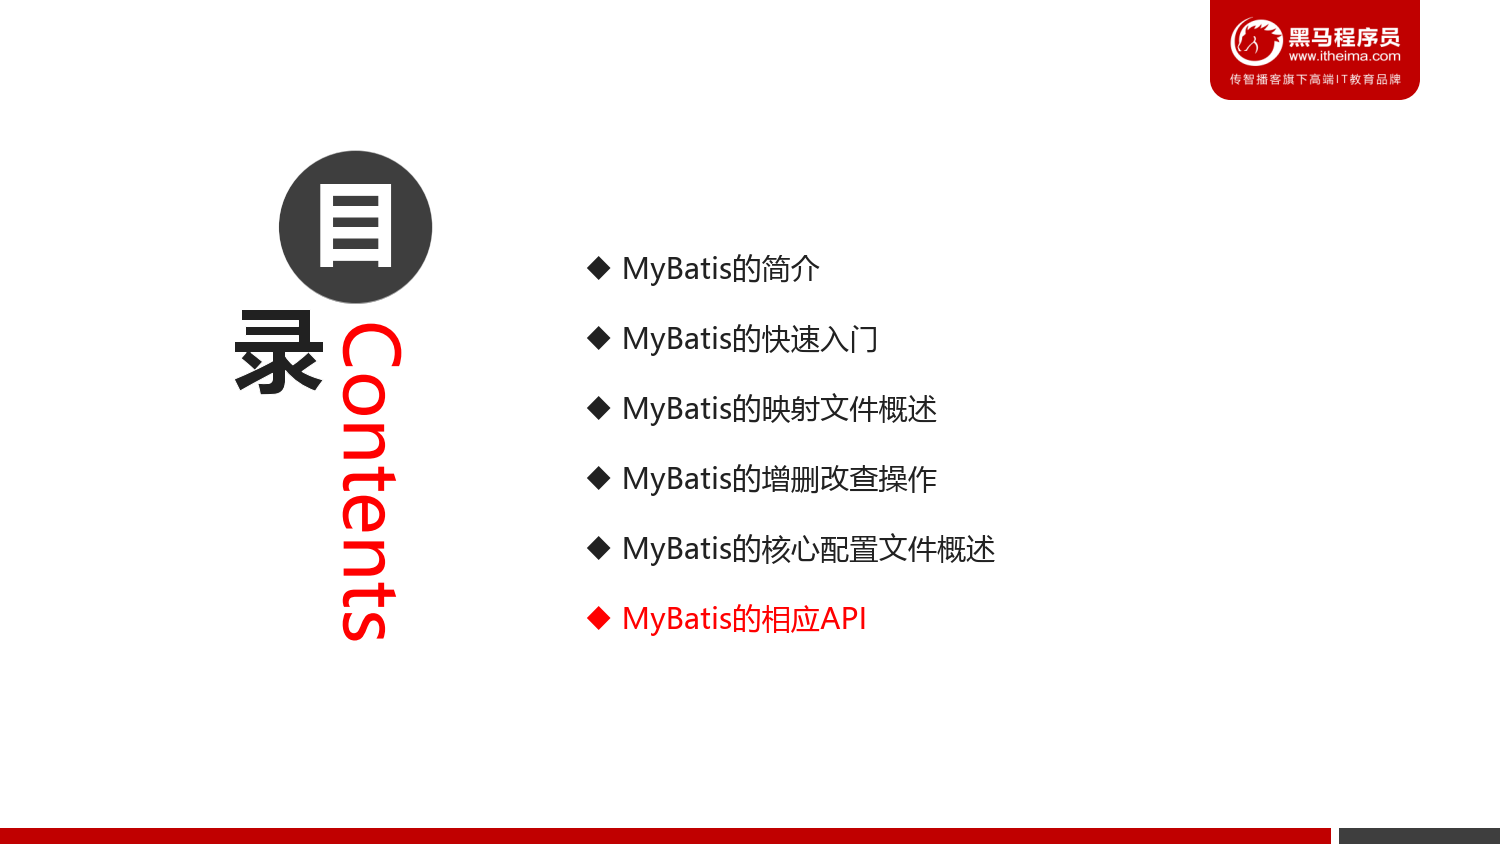 黑马程序员
www.itheima.com
传智播客旗下高端IT教育品牌
目录
Contents
MyBatis的简介
MyBatis的快速入门
MyBatis的映射文件概述
MyBatis的增删改查操作
MyBatis的核心配置文件概述
MyBatis的相应API